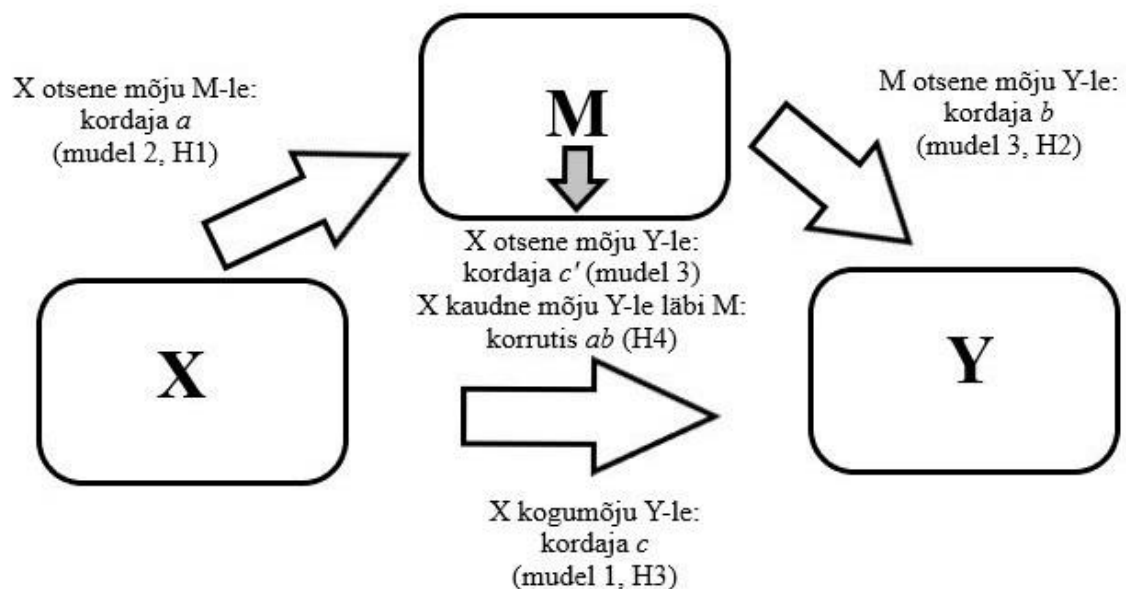 X otsene mõju M-le:
kordaja a
(mudel 2, H1)
M
M otsene mõju Y-le:
kordaja b
(mudel 3, H2)
X otsene mõju Y-le:
kordaja c' (mudel 3)
X kaudne mõju Y-le läbi M:
korrutis ab (H4)
X
Y
X kogumõju Y-le:
kordaja c
(mudel 1, H3)